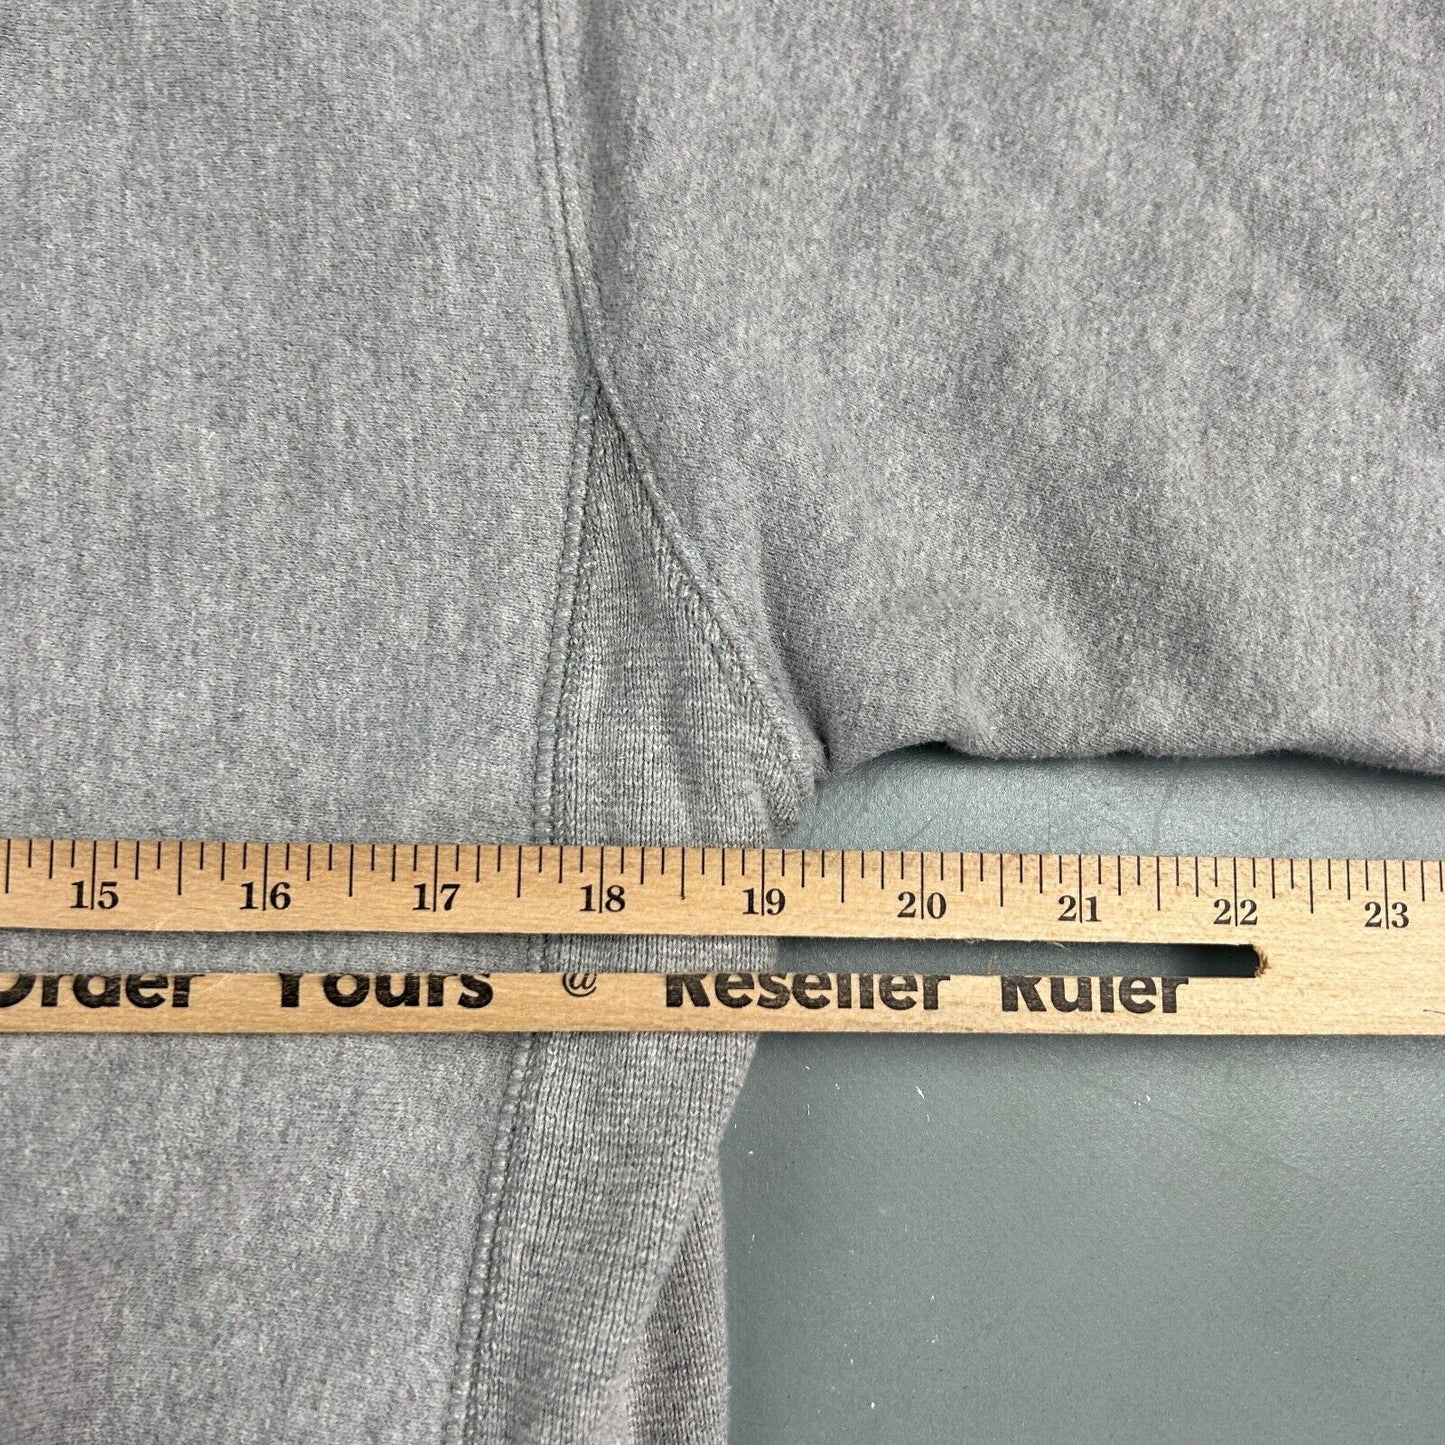 15 16 17 18 19 20 21 22 23
Order Yours @ Reseller Ruler